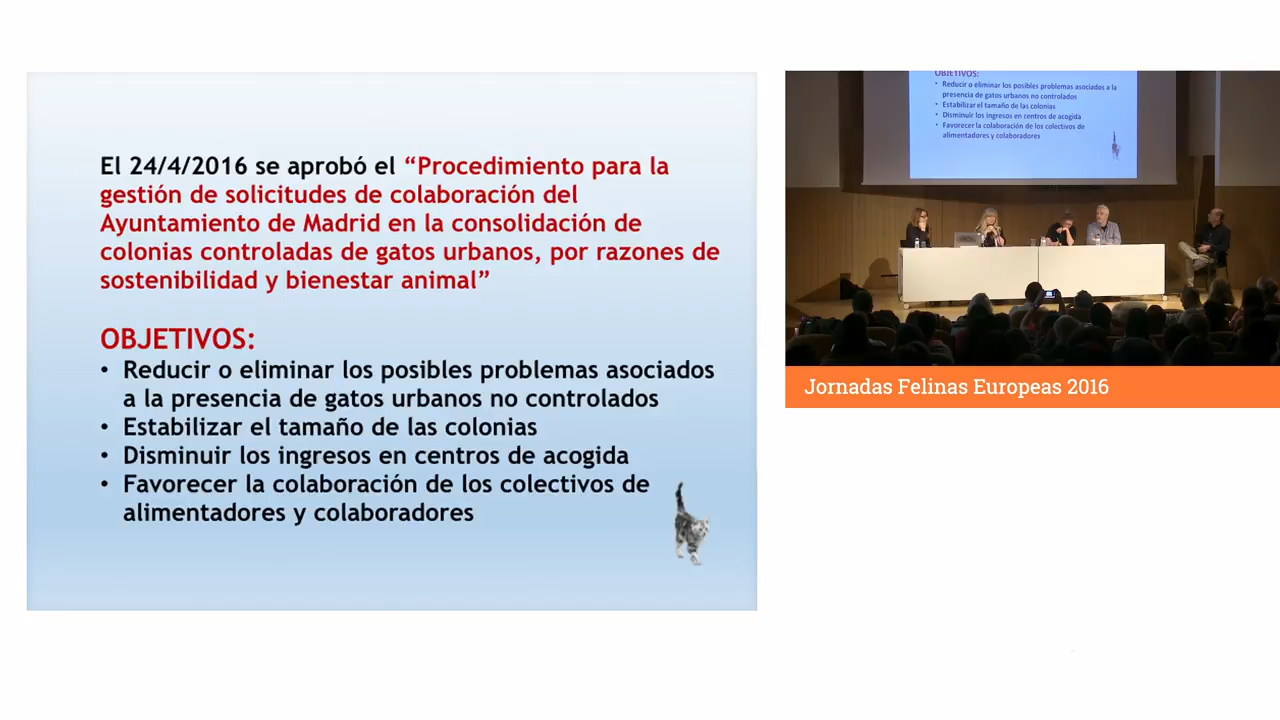 El 24/4/2016 se aprobó el “Procedimiento para la
gestión de solicitudes de colaboración del
Ayuntamiento de Madrid en la consolidación de
colonias controladas de gatos urbanos, por razones de
sostenibilidad y bienestar animal”
OBJETIVOS:
• Reducir o eliminar los posibles problemas asociados
a la presencia de gatos urbanos no controlados
• Estabilizar el tamaño de las colonias
• Disminuir los ingresos en centros de acogida
• Favorecer la colaboración de los colectivos de
alimentadores y colaboradores
OBJETIVOS:
• Reducir o eliminar los posibles problemas asociados a la
presencia de gatos urbanos no controlados
• Estabilizar el tamaño de las colonias
• Disminuir los ingresos en centros de acogida
• Favorecer la colaboración de los colectivos de
alimentadores y colaboradores
Jornadas Felinas Europeas 2016